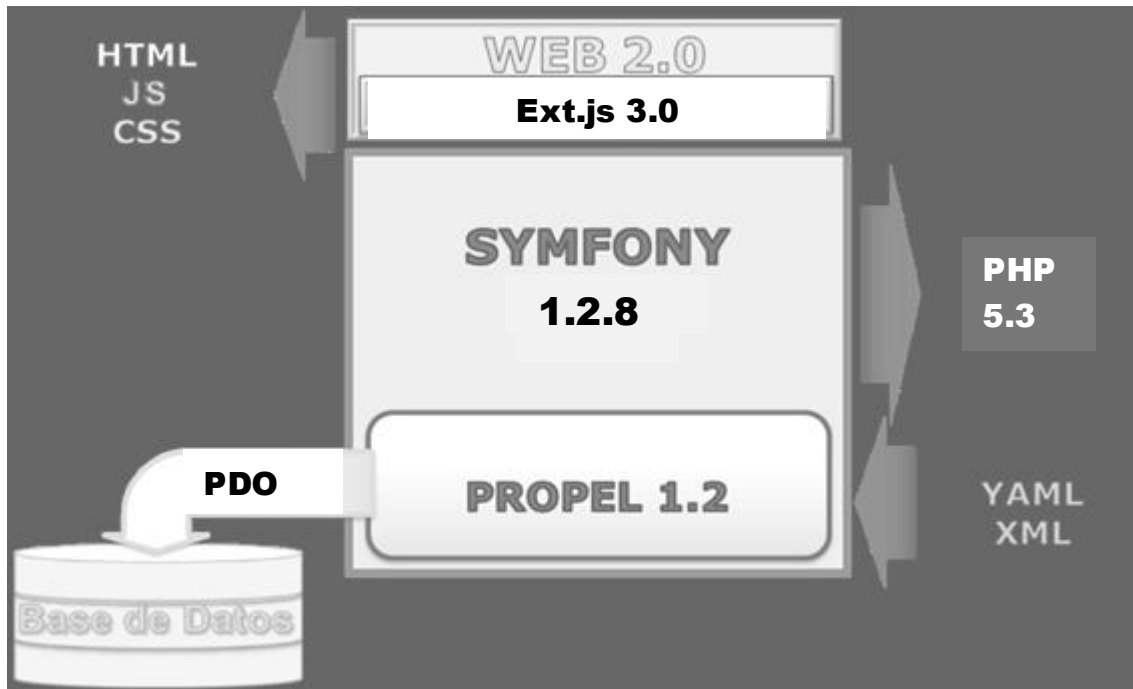 HTML
JS
CSS
WEB 2.0
Ext.js 3.0
SYMFONY
1.2.8
PHP
5.3
PDO
PROPEL 1.2
YAML
XML
Base de Datos